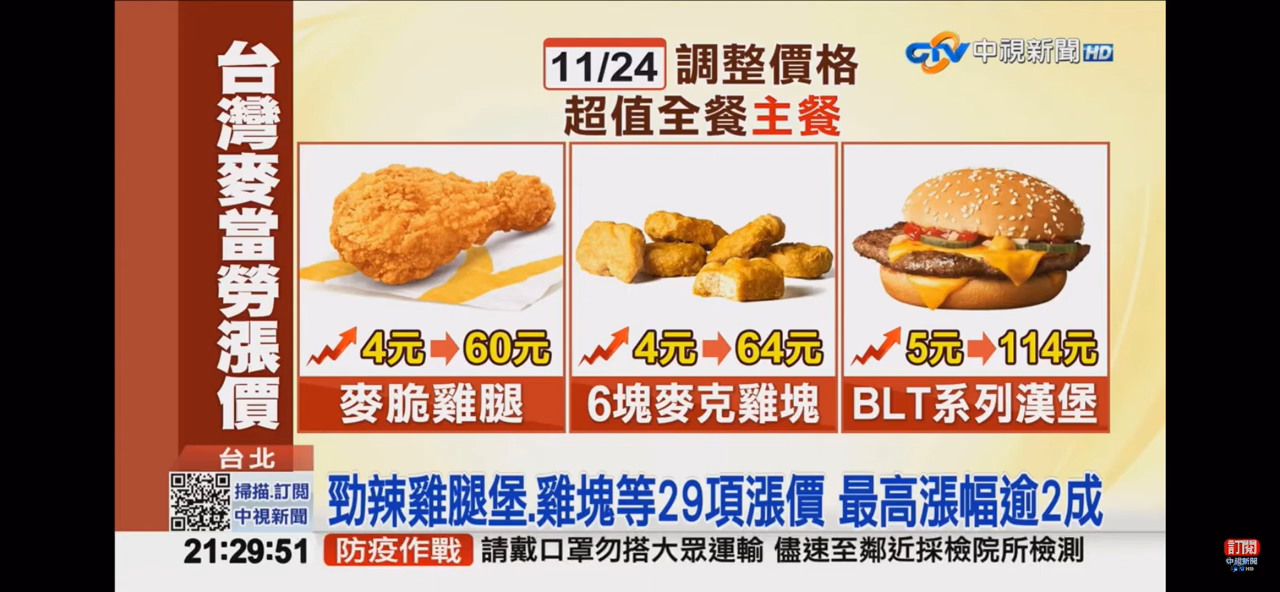 台灣麥當勞漲價
11/24 調整價格
超值全餐主餐
CTV 中視新聞 HD
4元 60元
麥脆雞腿
4元 64元
6塊麥克雞塊
5元 114元
BLT系列漢堡
台北
掃描.訂閱
中視新聞
勁辣雞腿堡.雞塊等29項漲價 最高漲幅逾2成
21:29:51 防疫作戰 請戴口罩勿搭大眾運輸 儘速至鄰近採檢院所檢測
訂閱
中視新聞